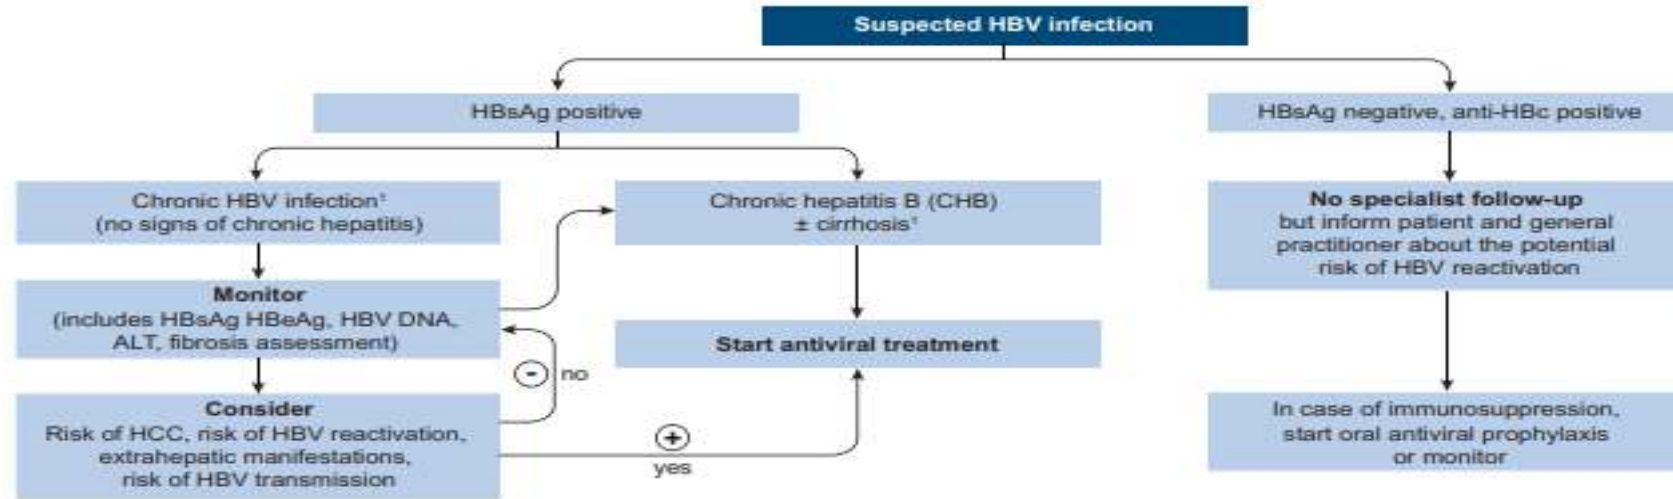 Suspected HBV infection
HBsAg positive
HBsAg negative, anti-HBc positive
Chronic HBV infection¹
(no signs of chronic hepatitis)
Chronic hepatitis B (CHB)
± cirrhosis¹
No specialist follow-up
but inform patient and general
practitioner about the potential
risk of HBV reactivation
Monitor
(includes HBsAg HBeAg, HBV DNA,
ALT, fibrosis assessment)
Start antiviral treatment
- no
Consider
Risk of HCC, risk of HBV reactivation,
extrahepatic manifestations,
risk of HBV transmission
+
yes
In case of immunosuppression,
start oral antiviral prophylaxis
or monitor